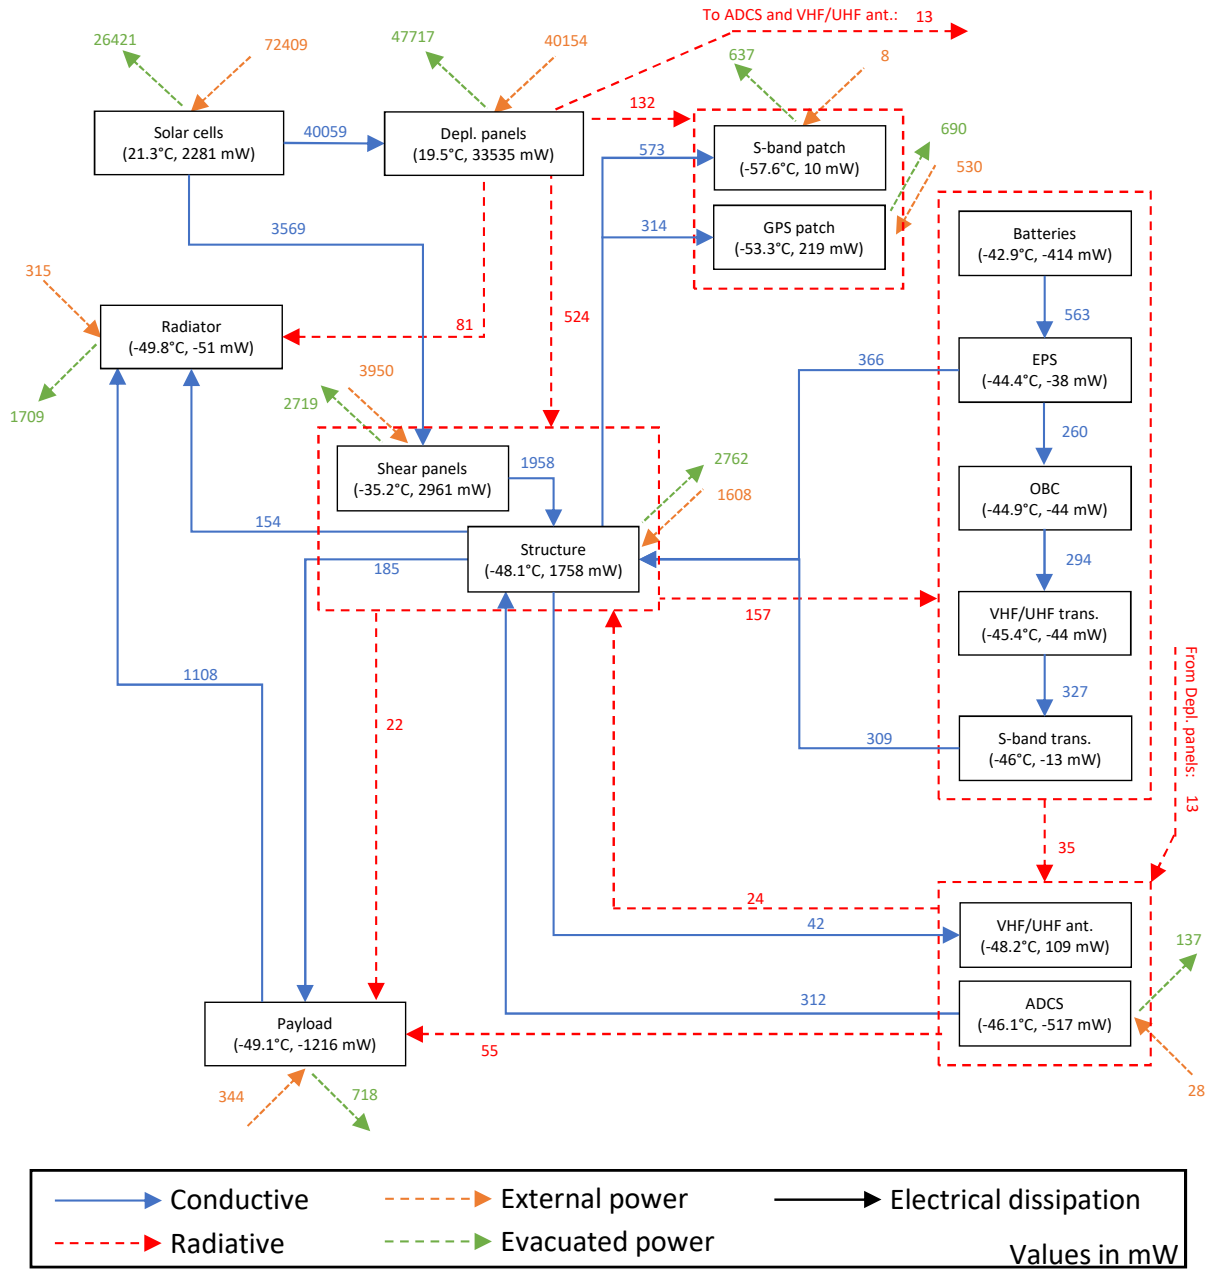 To ADCS and VHF/UHF ant.: 13
26421
72409
47717
40154
637
8
Solar cells
(21.3°C, 2281 mW)
40059
Depl. panels
(19.5°C, 33535 mW)
132
S-band patch
(-57.6°C, 10 mW)
690
530
573
GPS patch
(-53.3°C, 219 mW)
314
3569
Batteries
(-42.9°C, -414 mW)
315
Radiator
(-49.8°C, -51 mW)
81
524
563
EPS
(-44.4°C, -38 mW)
366
1709
3950
2719
260
Shear panels
(-35.2°C, 2961 mW)
1958
2762
1608
OBC
(-44.9°C, -44 mW)
154
Structure
(-48.1°C, 1758 mW)
185
294
157
VHF/UHF trans.
(-45.4°C, -44 mW)
From Depl. panels: 13
1108
22
327
309
S-band trans.
(-46°C, -13 mW)
35
24
42
VHF/UHF ant.
(-48.2°C, 109 mW)
137
312
ADCS
(-46.1°C, -517 mW)
Payload
(-49.1°C, -1216 mW)
55
344
718
28
Conductive
External power
Electrical dissipation
Radiative
Evacuated power
Values in mW